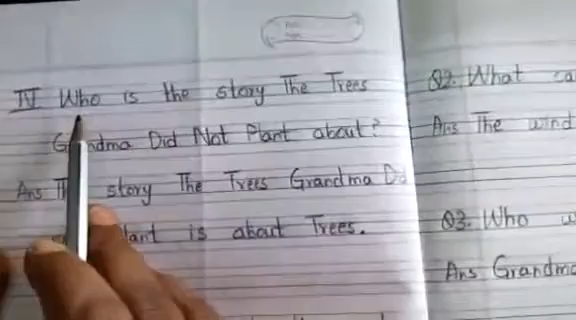 IV Who is the story The Trees
Grandma Did Not Plant about?
Ans The story The Trees Grandma Did
Plant is about Trees.
Q2. What ca
Ans The wind
Q3. Who w
Ans Grandma